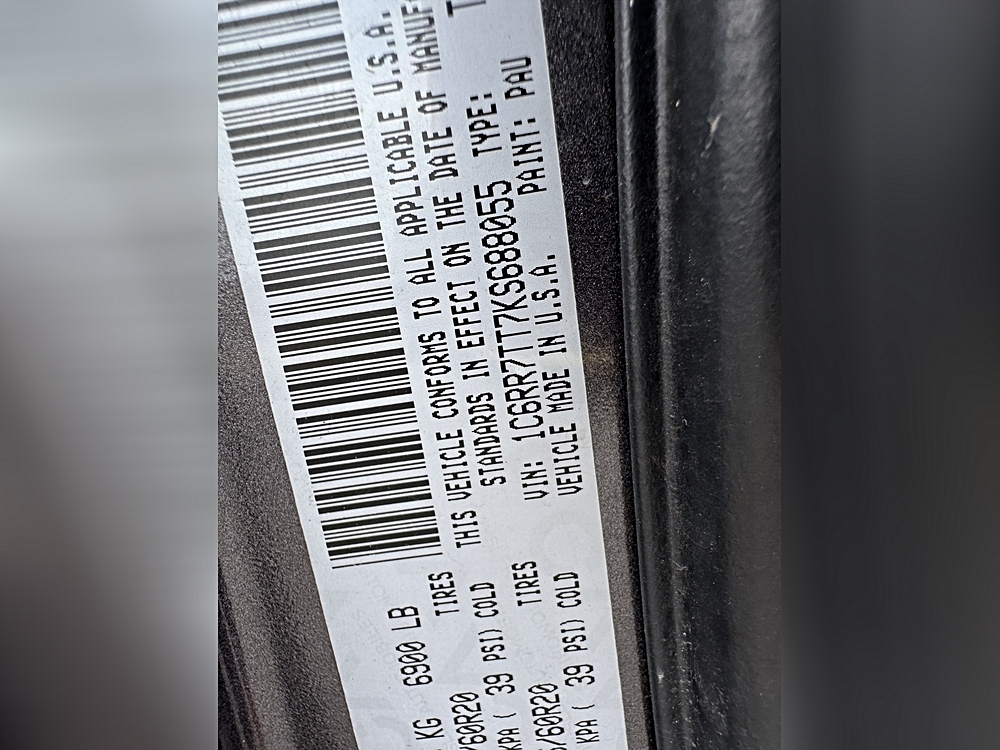 6900 LB
KG
THIS VEHICLE CONFORMS TO ALL APPLICABLE U.S.A.
STANDARDS IN EFFECT ON THE DATE OF MANUF
VIN: 1C6RR7TT7KS688055 TYPE: T
VEHICLE MADE IN U.S.A. PAINT: PAU
TIRES
/60R20
KPA ( 39 PSI) COLD
TIRES
/60R20
KPA ( 39 PSI) COLD